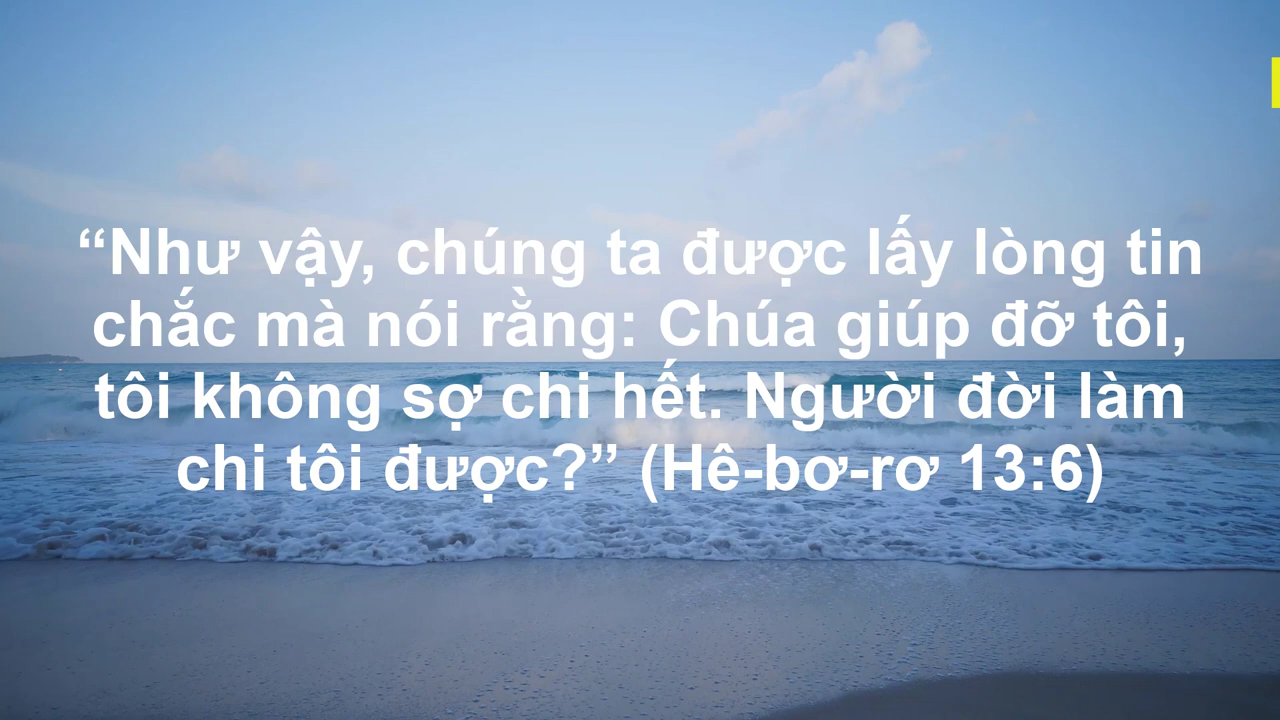 “Như vậy, chúng ta được lấy lòng tin
chắc mà nói rằng: Chúa giúp đỡ tôi,
tôi không sợ chi hết. Người đời làm
chi tôi được?” (Hê-bơ-rơ 13:6)